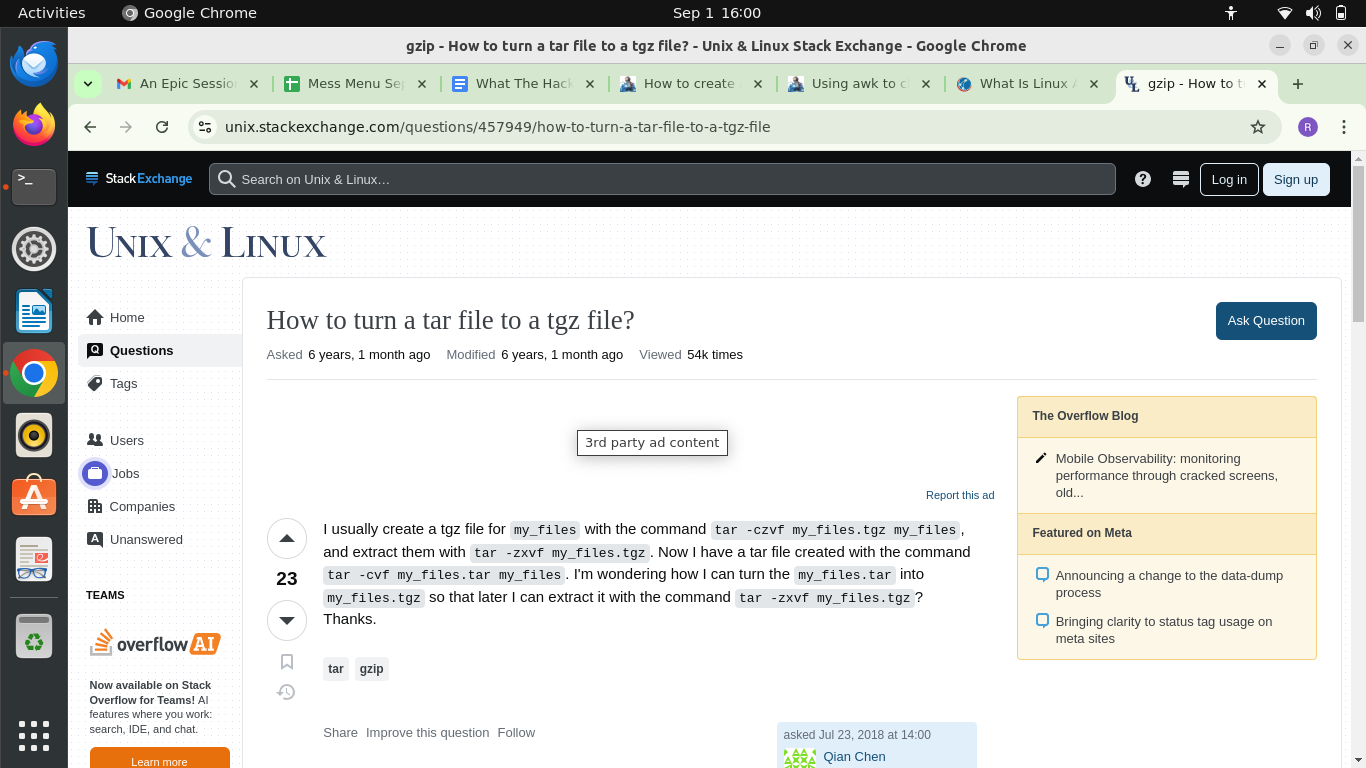 Activities
Google Chrome
Sep 1 16:00
gzip - How to turn a tar file to a tgz file? - Unix & Linux Stack Exchange - Google Chrome
An Epic Session
Mess Menu Sep
What The Hack
How to create
Using awk to c
What Is Linux A
gzip - How to t
unix.stackexchange.com/questions/457949/how-to-turn-a-tar-file-to-a-tgz-file
R
StackExchange
Search on Unix & Linux…
Log in
Sign up
UNIX & LINUX
Home
Questions
Tags
Users
Jobs
Companies
Unanswered
TEAMS
overflow AI
Now available on Stack
Overflow for Teams! AI
features where you work:
search, IDE, and chat.
Learn more
How to turn a tar file to a tgz file?
Ask Question
Asked 6 years, 1 month ago Modified 6 years, 1 month ago Viewed 54k times
3rd party ad content
Report this ad
23
I usually create a tgz file for my_files with the command tar -czvf my_files.tgz my_files,
and extract them with tar -zxvf my_files.tgz. Now I have a tar file created with the command
tar -cvf my_files.tar my_files. I'm wondering how I can turn the my_files.tar into
my_files.tgz so that later I can extract it with the command tar -zxvf my_files.tgz?
Thanks.
tar gzip
Share Improve this question Follow
asked Jul 23, 2018 at 14:00
Qian Chen
The Overflow Blog
Mobile Observability: monitoring
performance through cracked screens,
old...
Featured on Meta
Announcing a change to the data-dump
process
Bringing clarity to status tag usage on
meta sites